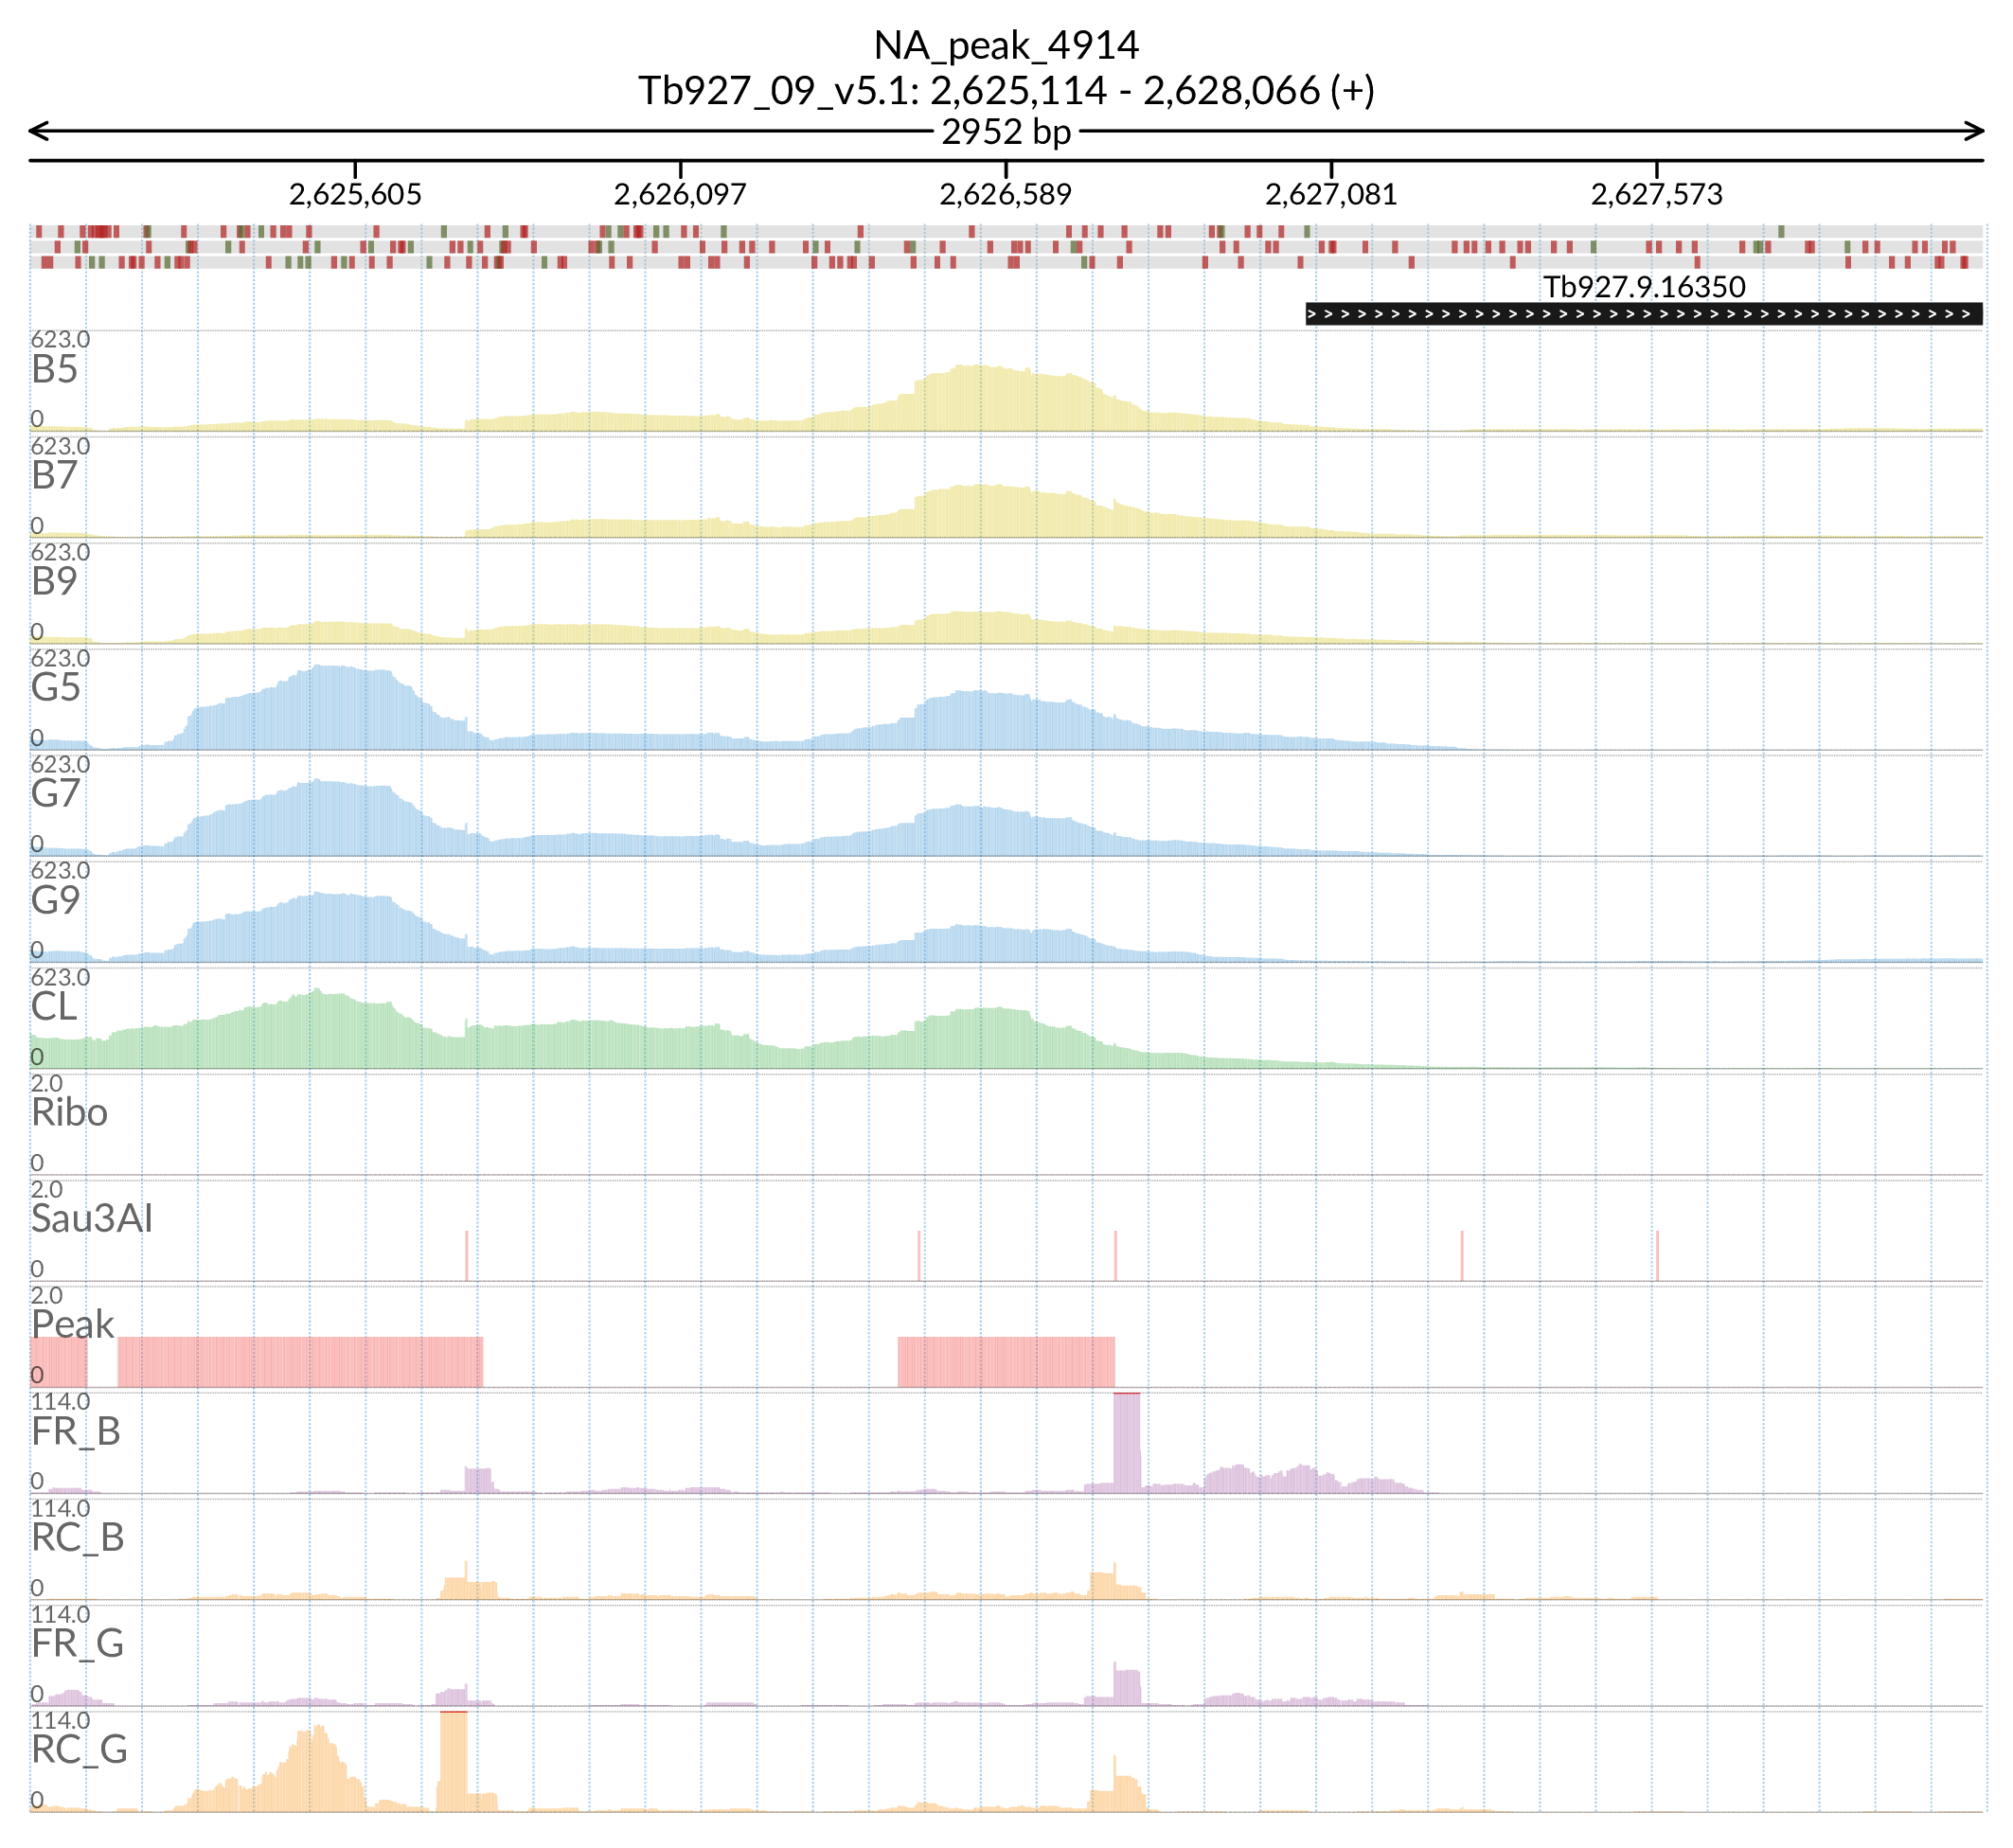 NA_peak_4914
Tb927_09_v5.1: 2,625,114 - 2,628,066 (+)
2952 bp
2,625,605 2,626,097 2,626,589 2,627,081 2,627,573
Tb927.9.16350
623.0
B5
0
623.0
B7
0
623.0
B9
0
623.0
G5
0
623.0
G7
0
623.0
G9
0
623.0
CL
0
2.0
Ribo
0
2.0
Sau3AI
0
2.0
Peak
0
114.0
FR_B
0
114.0
RC_B
0
114.0
FR_G
0
114.0
RC_G
0